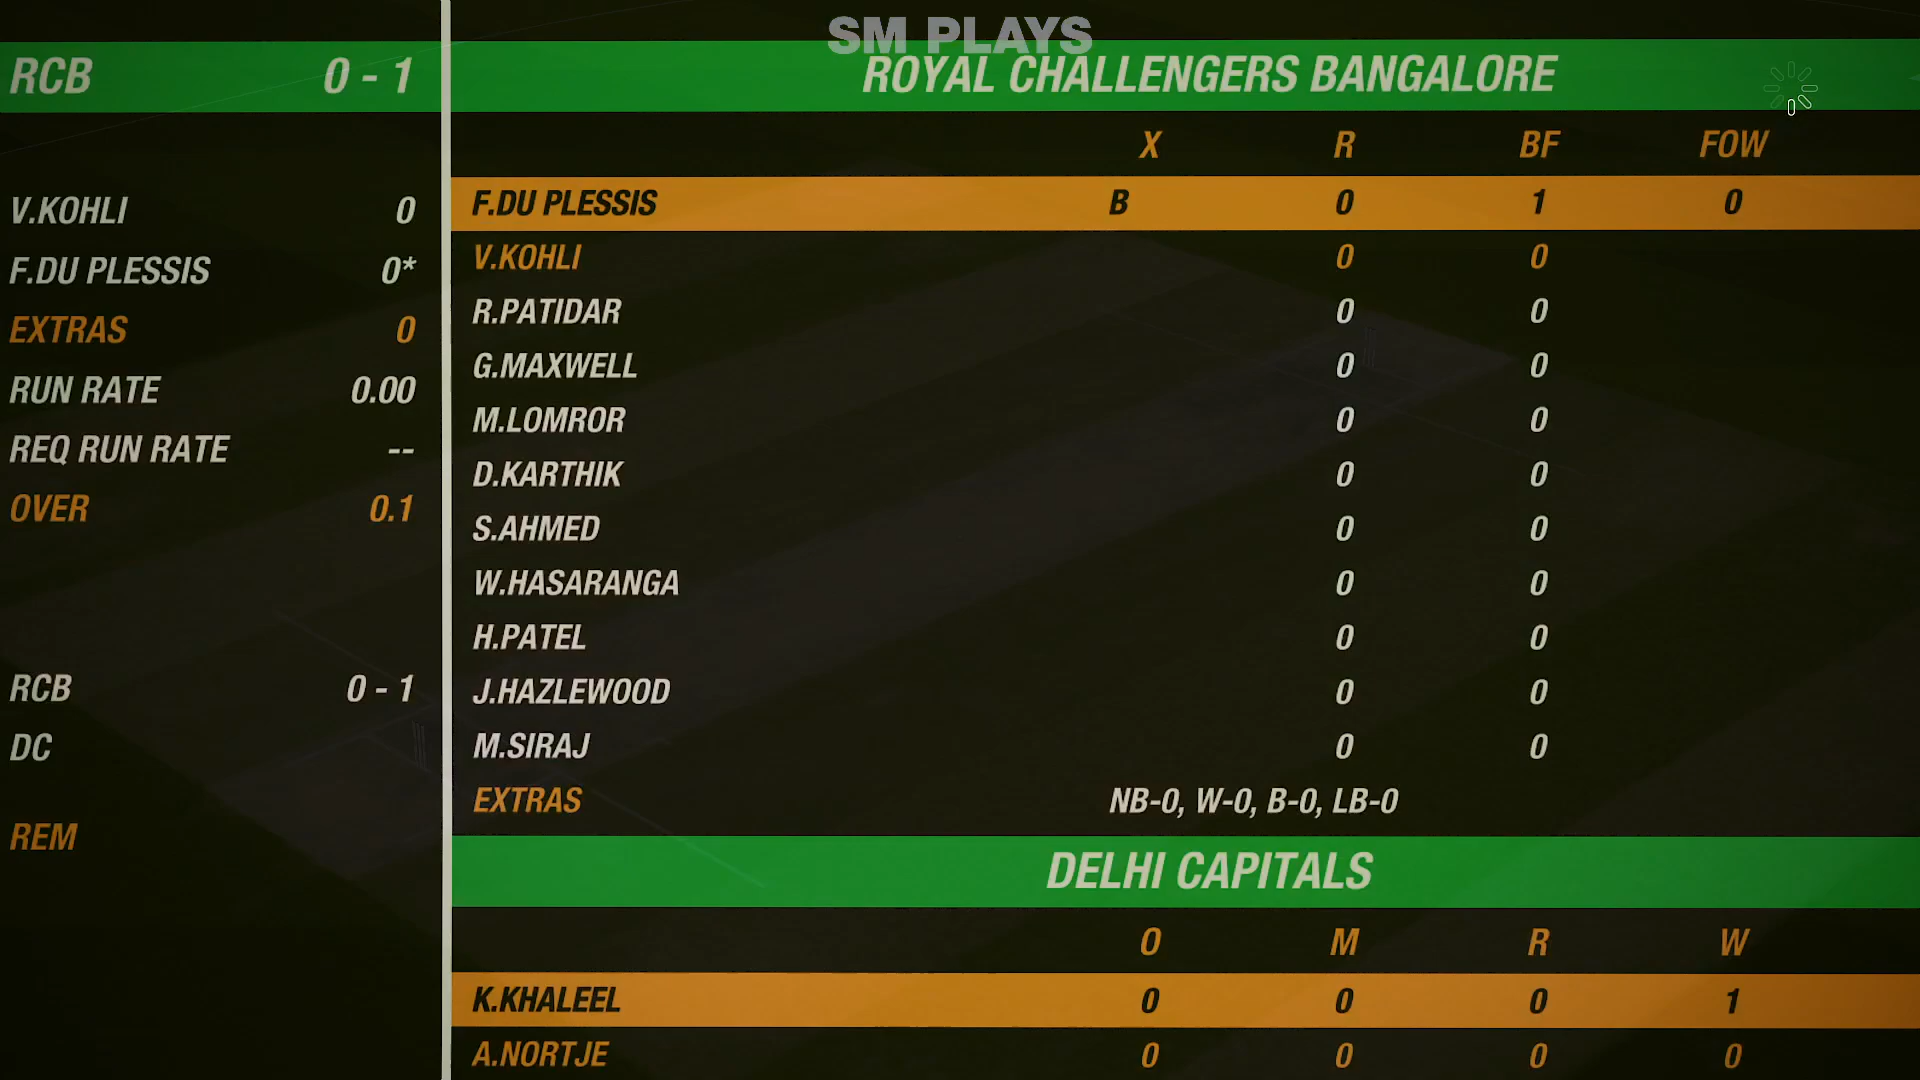 SM PLAYS
RCB 0 - 1
V.KOHLI 0
F.DU PLESSIS 0*
EXTRAS 0
RUN RATE 0.00
REQ RUN RATE --
OVER 0.1
RCB 0 - 1
DC
REM
ROYAL CHALLENGERS BANGALORE
X R BF FOW
F.DU PLESSIS B 0 1 0
V.KOHLI 0 0
R.PATIDAR 0 0
G.MAXWELL 0 0
M.LOMROR 0 0
D.KARTHIK 0 0
S.AHMED 0 0
W.HASARANGA 0 0
H.PATEL 0 0
J.HAZLEWOOD 0 0
M.SIRAJ 0 0
EXTRAS NB-0, W-0, B-0, LB-0
DELHI CAPITALS
O M R W
K.KHALEEL 0 0 0 1
A.NORTJE 0 0 0 0